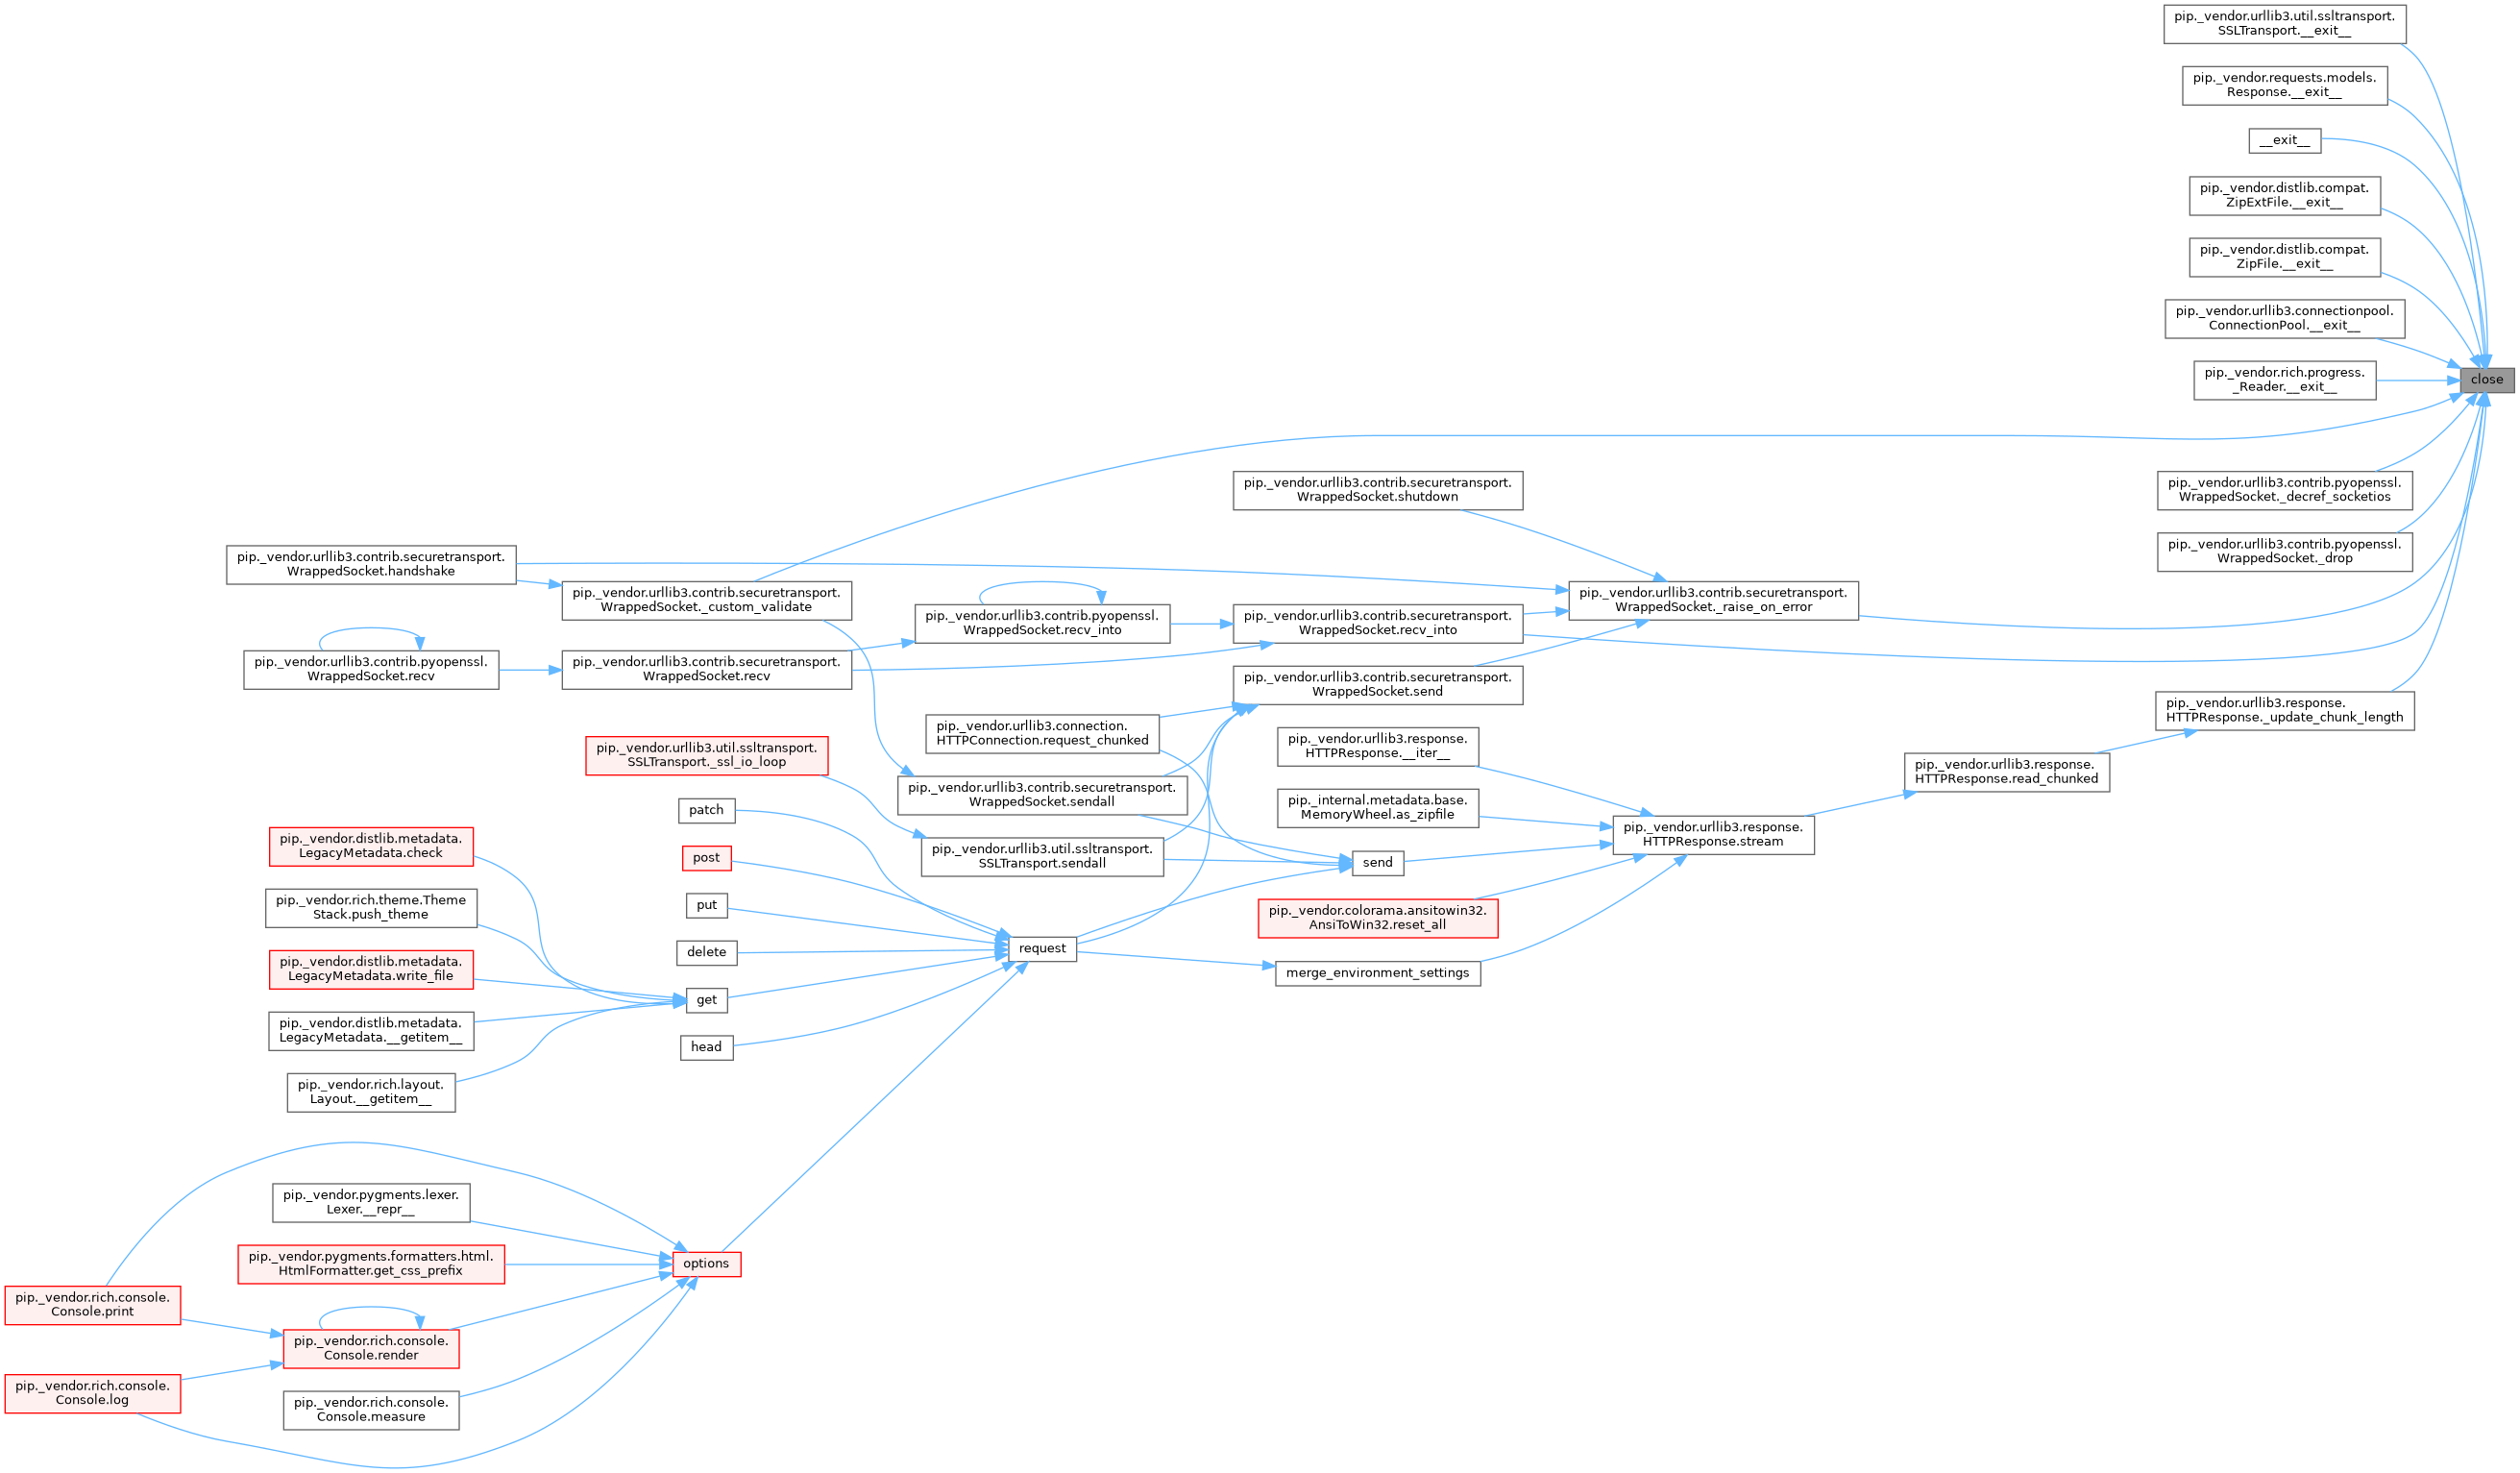 pip._vendor.urllib3.util.ssltransport.
SSLTransport.__exit__
pip._vendor.requests.models.
Response.__exit__
__exit__
pip._vendor.distlib.compat.
ZipExtFile.__exit__
pip._vendor.distlib.compat.
ZipFile.__exit__
pip._vendor.urllib3.connectionpool.
ConnectionPool.__exit__
pip._vendor.rich.progress.
_Reader.__exit__
close
pip._vendor.urllib3.contrib.pyopenssl.
WrappedSocket._decref_socketios
pip._vendor.urllib3.contrib.pyopenssl.
WrappedSocket._drop
pip._vendor.urllib3.contrib.securetransport.
WrappedSocket.shutdown
pip._vendor.urllib3.contrib.securetransport.
WrappedSocket.handshake
pip._vendor.urllib3.contrib.securetransport.
WrappedSocket._custom_validate
pip._vendor.urllib3.contrib.pyopenssl.
WrappedSocket.recv_into
pip._vendor.urllib3.contrib.securetransport.
WrappedSocket.recv_into
pip._vendor.urllib3.contrib.securetransport.
WrappedSocket._raise_on_error
pip._vendor.urllib3.contrib.pyopenssl.
WrappedSocket.recv
pip._vendor.urllib3.contrib.securetransport.
WrappedSocket.recv
pip._vendor.urllib3.contrib.securetransport.
WrappedSocket.send
pip._vendor.urllib3.response.
HTTPResponse._update_chunk_length
pip._vendor.urllib3.connection.
HTTPConnection.request_chunked
pip._vendor.urllib3.response.
HTTPResponse.__iter__
pip._vendor.urllib3.util.ssltransport.
SSLTransport._ssl_io_loop
pip._vendor.urllib3.response.
HTTPResponse.read_chunked
pip._vendor.urllib3.contrib.securetransport.
WrappedSocket.sendall
pip._internal.metadata.base.
MemoryWheel.as_zipfile
patch
pip._vendor.urllib3.response.
HTTPResponse.stream
pip._vendor.distlib.metadata.
LegacyMetadata.check
post
pip._vendor.urllib3.util.ssltransport.
SSLTransport.sendall
send
pip._vendor.rich.theme.Theme
Stack.push_theme
put
pip._vendor.colorama.ansitowin32.
AnsiToWin32.reset_all
delete
request
pip._vendor.distlib.metadata.
LegacyMetadata.write_file
merge_environment_settings
get
pip._vendor.distlib.metadata.
LegacyMetadata.__getitem__
head
pip._vendor.rich.layout.
Layout.__getitem__
pip._vendor.pygments.lexer.
Lexer.__repr__
pip._vendor.pygments.formatters.html.
HtmlFormatter.get_css_prefix
options
pip._vendor.rich.console.
Console.print
pip._vendor.rich.console.
Console.render
pip._vendor.rich.console.
Console.log
pip._vendor.rich.console.
Console.measure